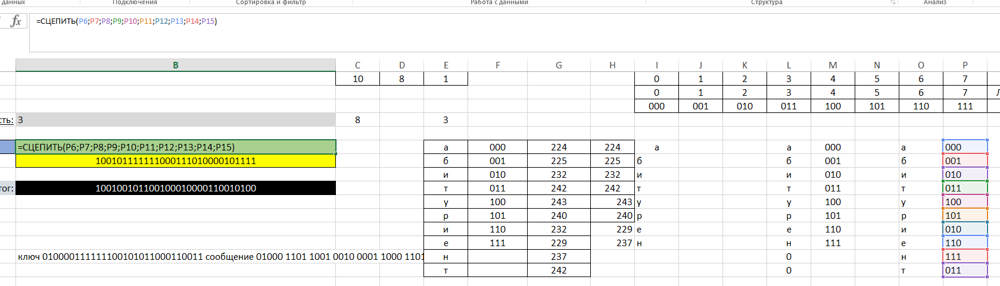 данных Подключения Сортировка и фильтр Работа с данными Структура Анализ
fx =СЦЕПИТЬ(P6;P7;P8;P9;P10;P11;P12;P13;P14;P15)
B C D E F G H I J K L M N O P
10 8 1 0 1 2 3 4 5 6 7
0 1 2 3 4 5 6 7
000 001 010 011 100 101 110 111
сть: 3 8 3
=СЦЕПИТЬ(P6;P7;P8;P9;P10;P11;P12;P13;P14;P15) а 000 224 224 а а 000 а 000
100101111111000111010000101111 б 001 225 225 б б 001 б 001
и 010 232 232 и и 010 и 010
тог: 100100101100100010000110010100 т 011 242 242 т т 011 т 011
у 100 243 243 у у 100 у 100
р 101 240 240 р р 101 р 101
и 110 232 229 е е 110 и 010
е 111 229 237 н н 111 е 110
ключ 010000111111100101011000110011 сообщение 01000 1101 1001 0010 0001 1000 1101 н 237 0 н 111
т 242 0 т 011